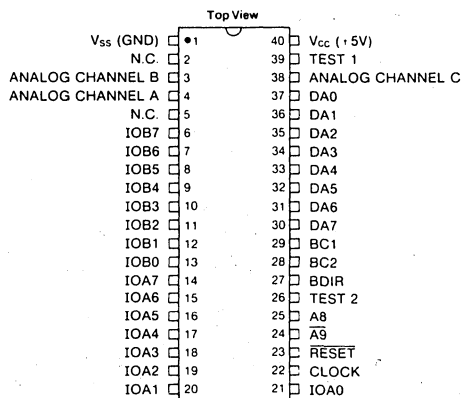 Top View
VSS (GND) 1 40 VCC (+5V)
N.C. 2 39 TEST 1
ANALOG CHANNEL B 3 38 ANALOG CHANNEL C
ANALOG CHANNEL A 4 37 DA0
N.C. 5 36 DA1
IOB7 6 35 DA2
IOB6 7 34 DA3
IOB5 8 33 DA4
IOB4 9 32 DA5
IOB3 10 31 DA6
IOB2 11 30 DA7
IOB1 12 29 BC1
IOB0 13 28 BC2
IOA7 14 27 BDIR
IOA6 15 26 TEST 2
IOA5 16 25 A8
IOA4 17 24 A9
IOA3 18 23 RESET
IOA2 19 22 CLOCK
IOA1 20 21 IOA0